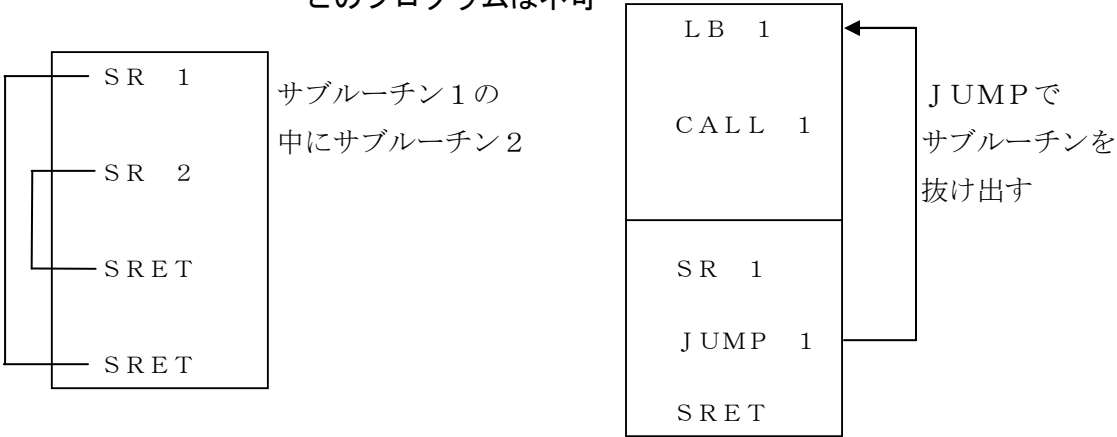 このプログラムは不可
SR 1
SR 2
SRET
SRET
サブルーチン1の
中にサブルーチン2
LB 1
CALL 1
SR 1
JUMP 1
SRET
JUMPで
サブルーチンを
抜け出す